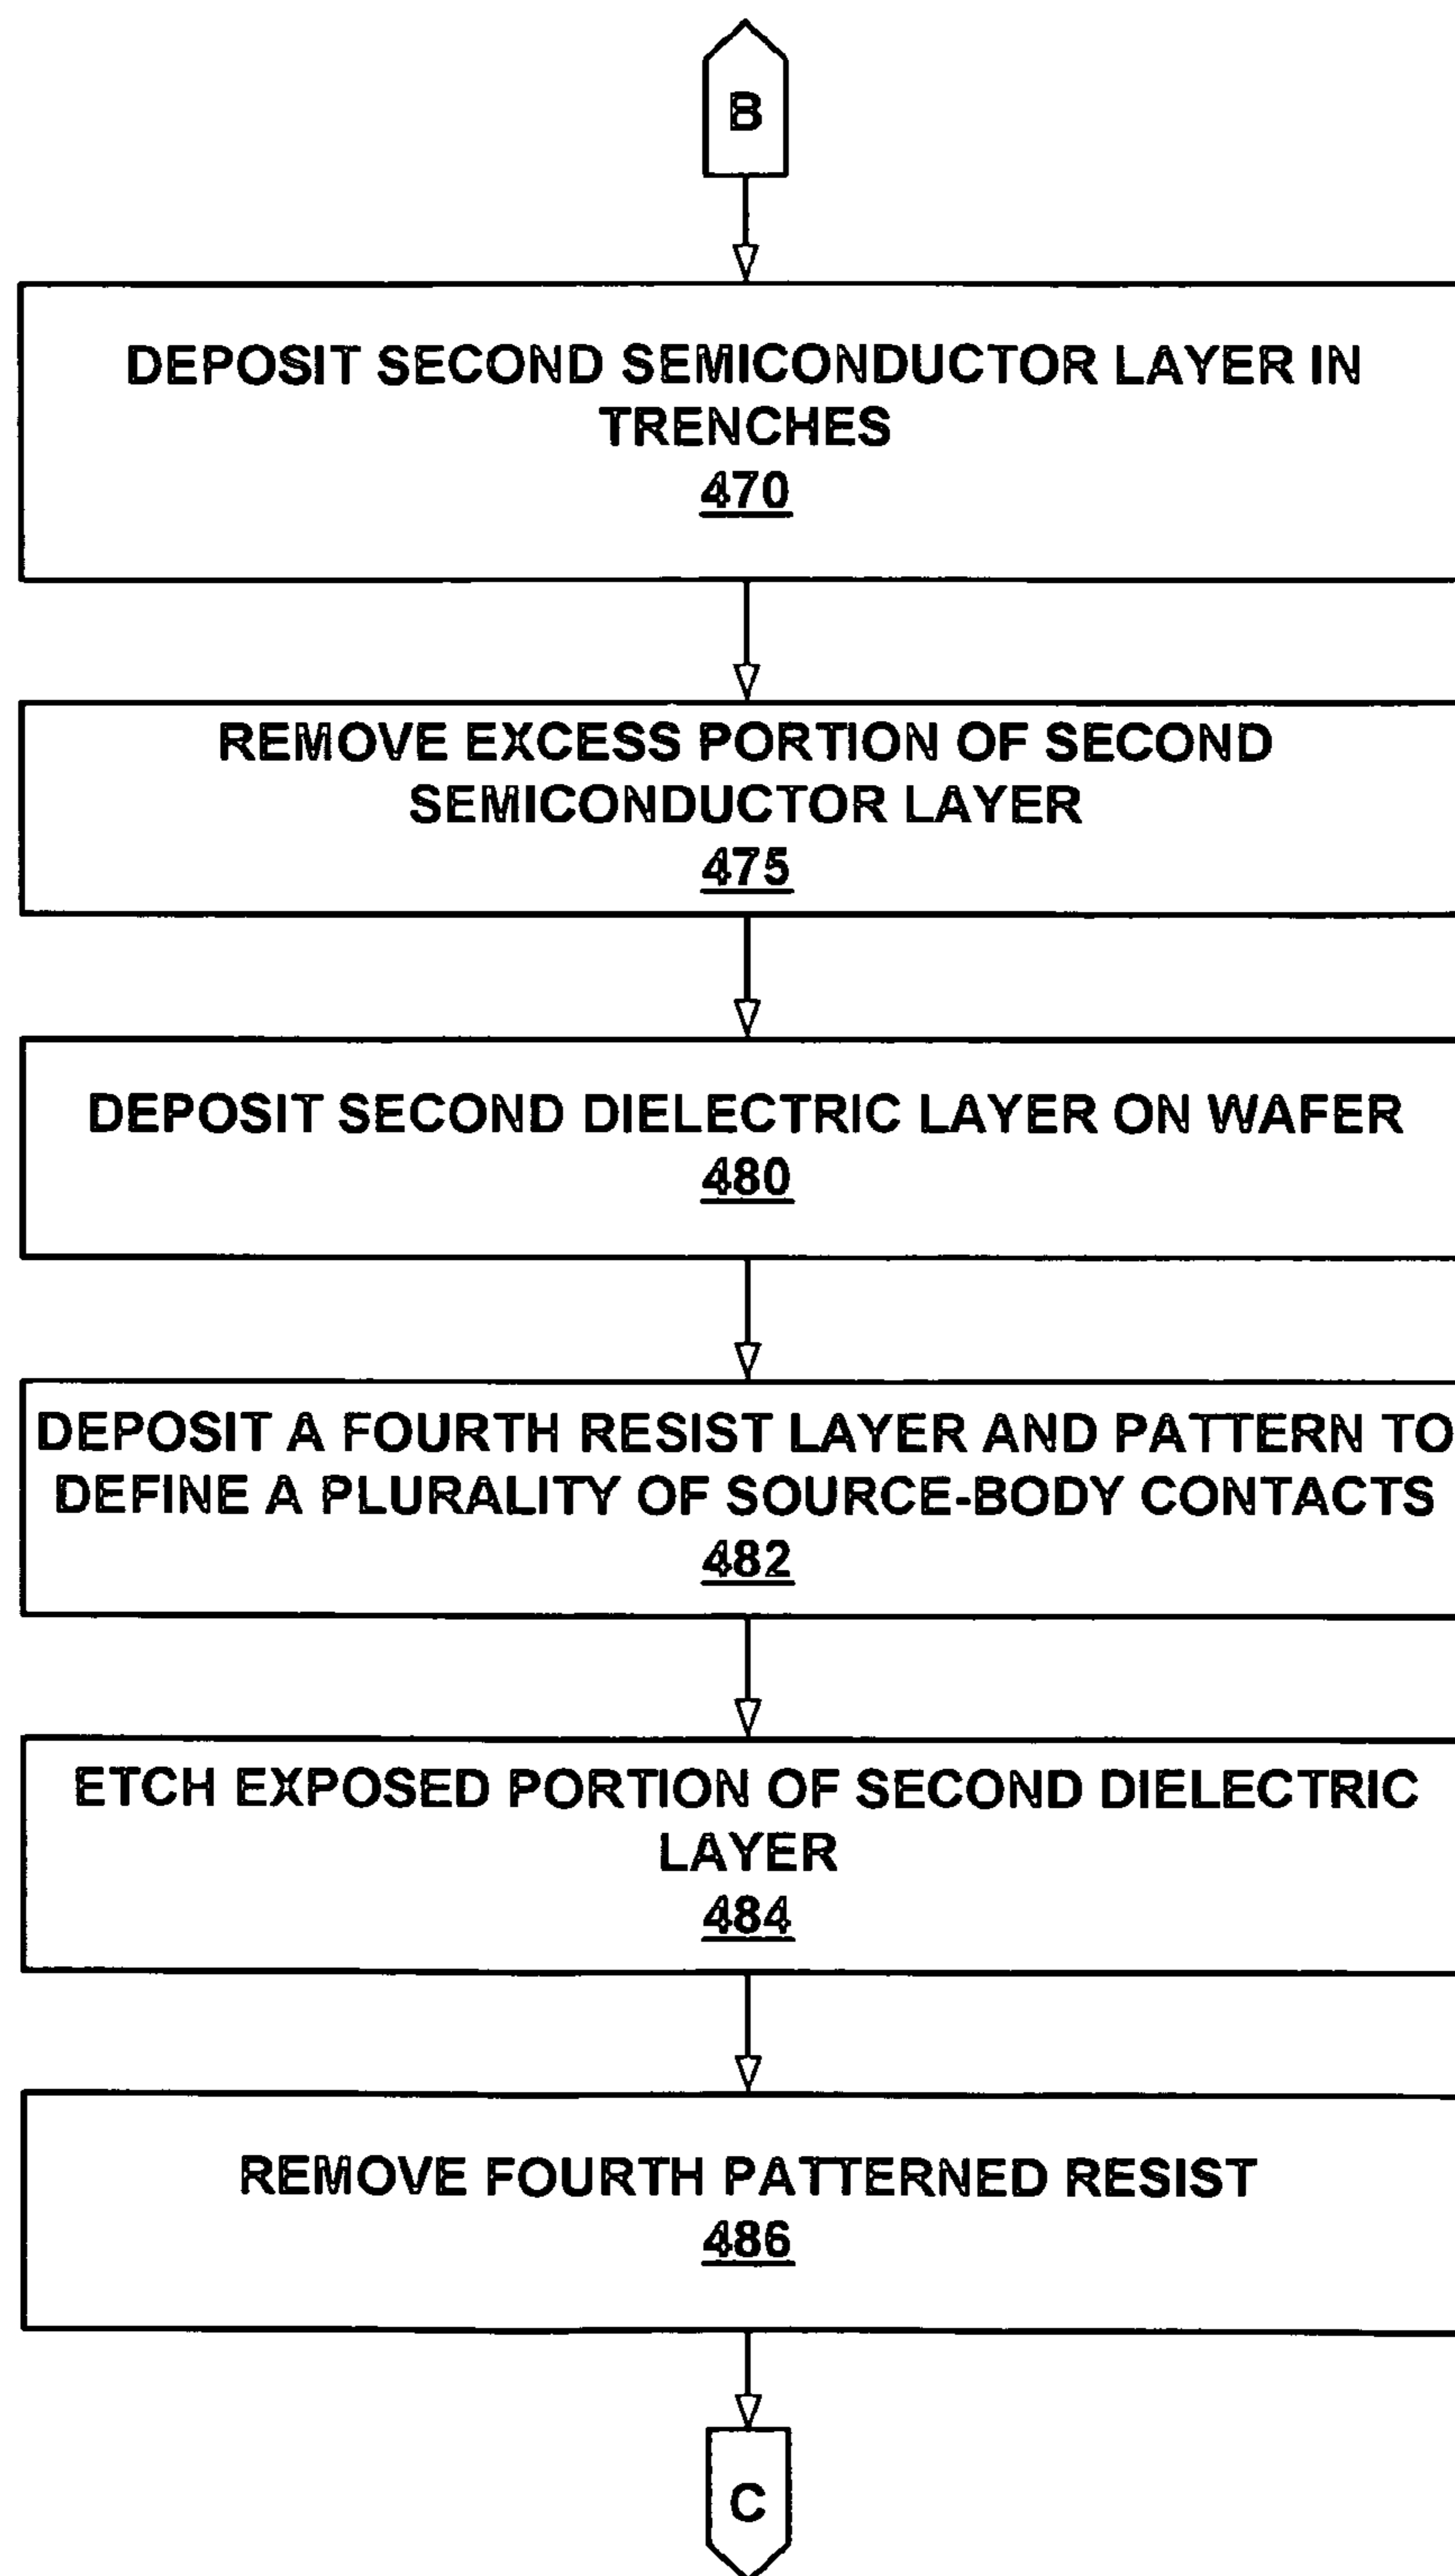 B
DEPOSIT SECOND SEMICONDUCTOR LAYER IN
TRENCHES
470
REMOVE EXCESS PORTION OF SECOND
SEMICONDUCTOR LAYER
475
DEPOSIT SECOND DIELECTRIC LAYER ON WAFER
480
DEPOSIT A FOURTH RESIST LAYER AND PATTERN TO
DEFINE A PLURALITY OF SOURCE-BODY CONTACTS
482
ETCH EXPOSED PORTION OF SECOND DIELECTRIC
LAYER
484
REMOVE FOURTH PATTERNED RESIST
486
C